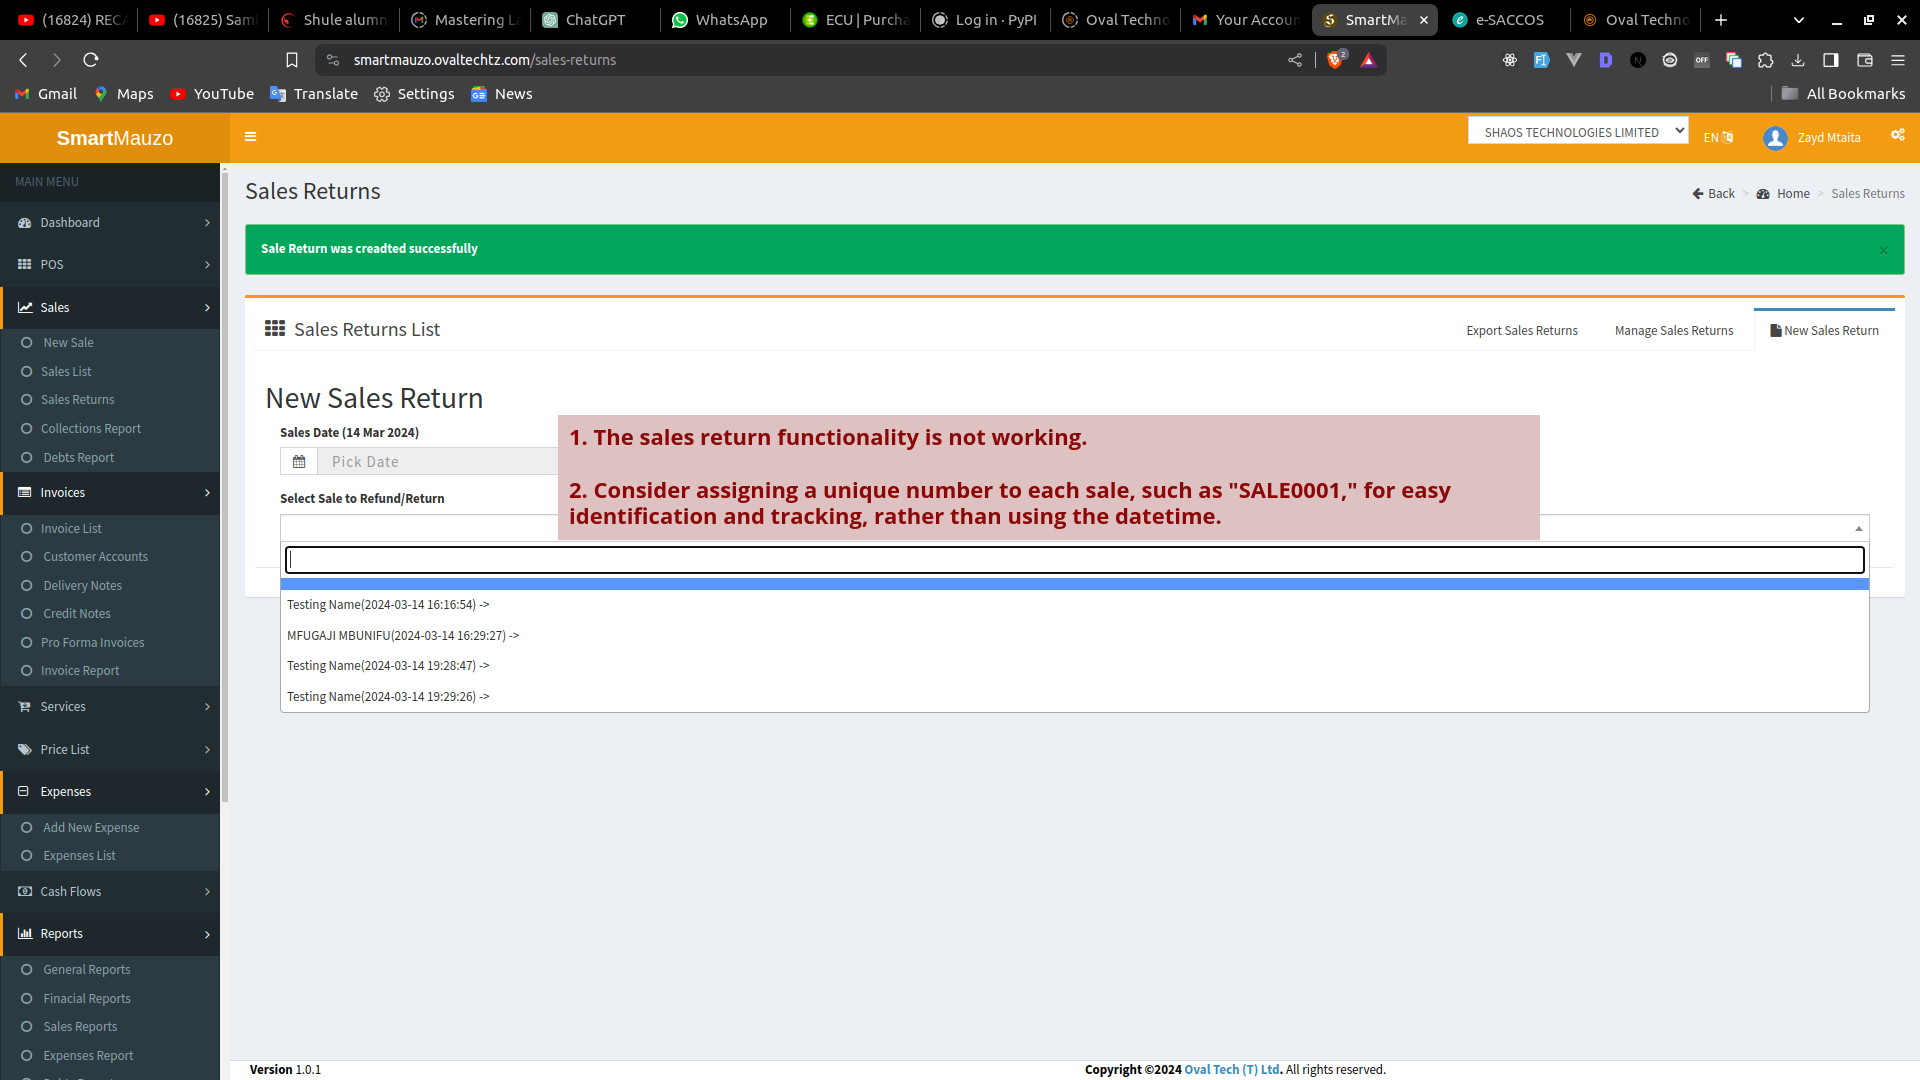 (16824) RECA
(16825) Sami
Shule alumn
Mastering La
ChatGPT
WhatsApp
ECU | Purcha
Log in · PyPI
Oval Techno
Your Accoun
SmartMa
e-SACCOS
Oval Techno
smartmauzo.ovaltechtz.com/sales-returns
2
OFF
Gmail
Maps
YouTube
Translate
Settings
News
All Bookmarks
SmartMauzo
SHAOS TECHNOLOGIES LIMITED
EN
Zayd Mtaita
MAIN MENU
Dashboard
POS
Sales
New Sale
Sales List
Sales Returns
Collections Report
Debts Report
Invoices
Invoice List
Customer Accounts
Delivery Notes
Credit Notes
Pro Forma Invoices
Invoice Report
Services
Price List
Expenses
Add New Expense
Expenses List
Cash Flows
Reports
General Reports
Finacial Reports
Sales Reports
Expenses Report
Sales Returns
Back > Home > Sales Returns
Sale Return was creadted successfully
×
Sales Returns List
Export Sales Returns
Manage Sales Returns
New Sales Return
New Sales Return
Sales Date (14 Mar 2024)
Pick Date
Select Sale to Refund/Return
1. The sales return functionality is not working.
2. Consider assigning a unique number to each sale, such as "SALE0001," for easy
identification and tracking, rather than using the datetime.
Testing Name(2024-03-14 16:16:54) ->
MFUGAJI MBUNIFU(2024-03-14 16:29:27) ->
Testing Name(2024-03-14 19:28:47) ->
Testing Name(2024-03-14 19:29:26) ->
Version 1.0.1
Copyright ©2024 Oval Tech (T) Ltd. All rights reserved.